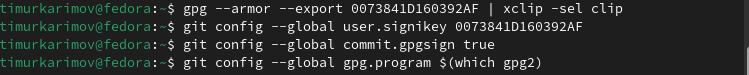 timurkarimov@fedora:~$ gpg --armor --export 0073841D160392AF | xclip -sel clip
timurkarimov@fedora:~$ git config --global user.signikey 0073841D160392AF
timurkarimov@fedora:~$ git config --global commit.gpgsign true
timurkarimov@fedora:~$ git config --global gpg.program $(which gpg2)